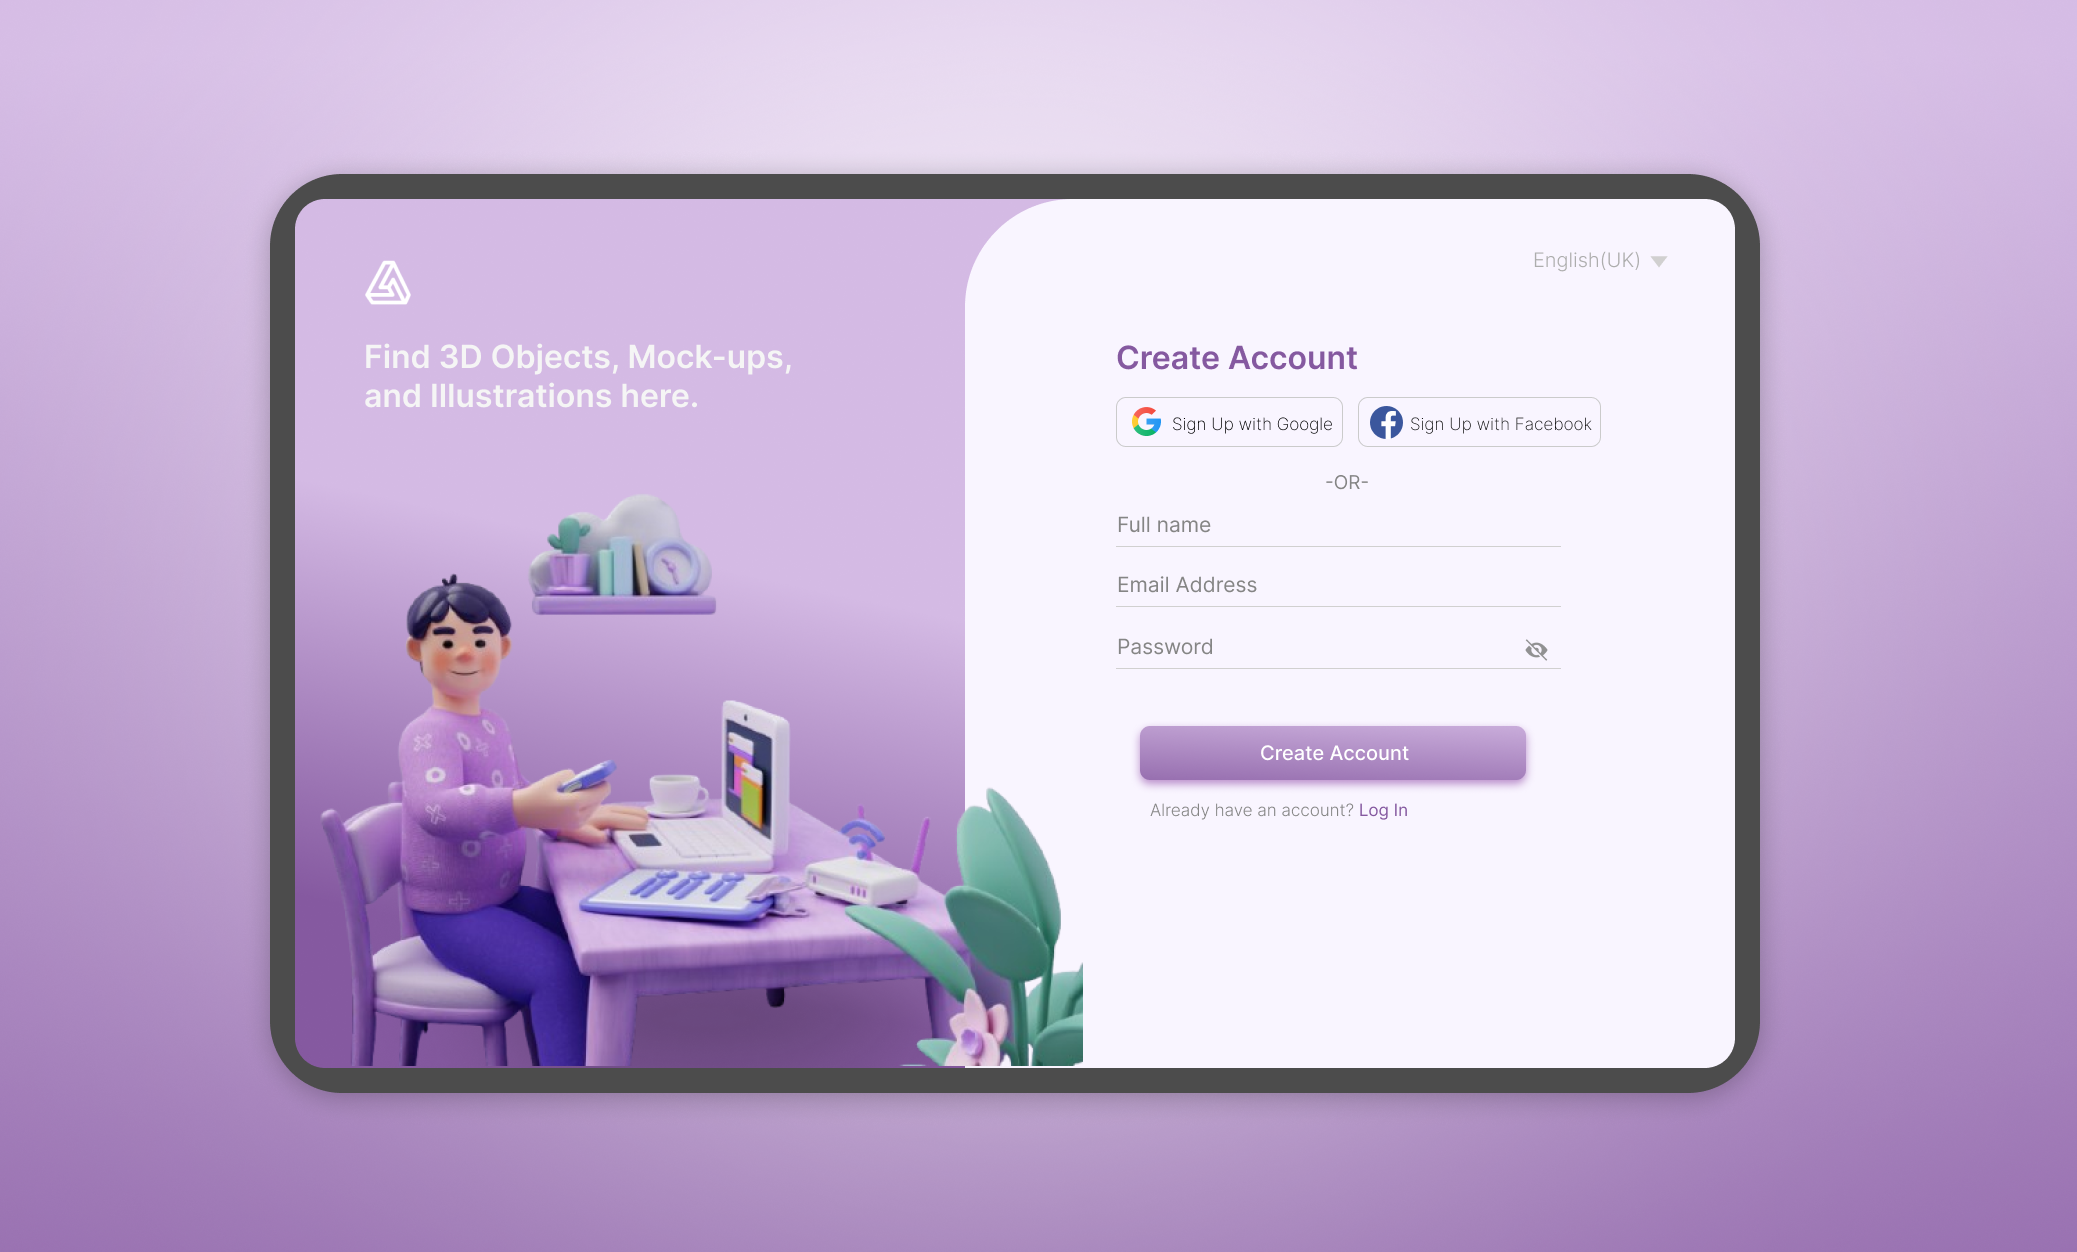 Find 3D Objects, Mock-ups,
and Illustrations here.
English(UK)
Create Account
Sign Up with Google
Sign Up with Facebook
-OR-
Full name
Email Address
Password
Create Account
Already have an account? Log In